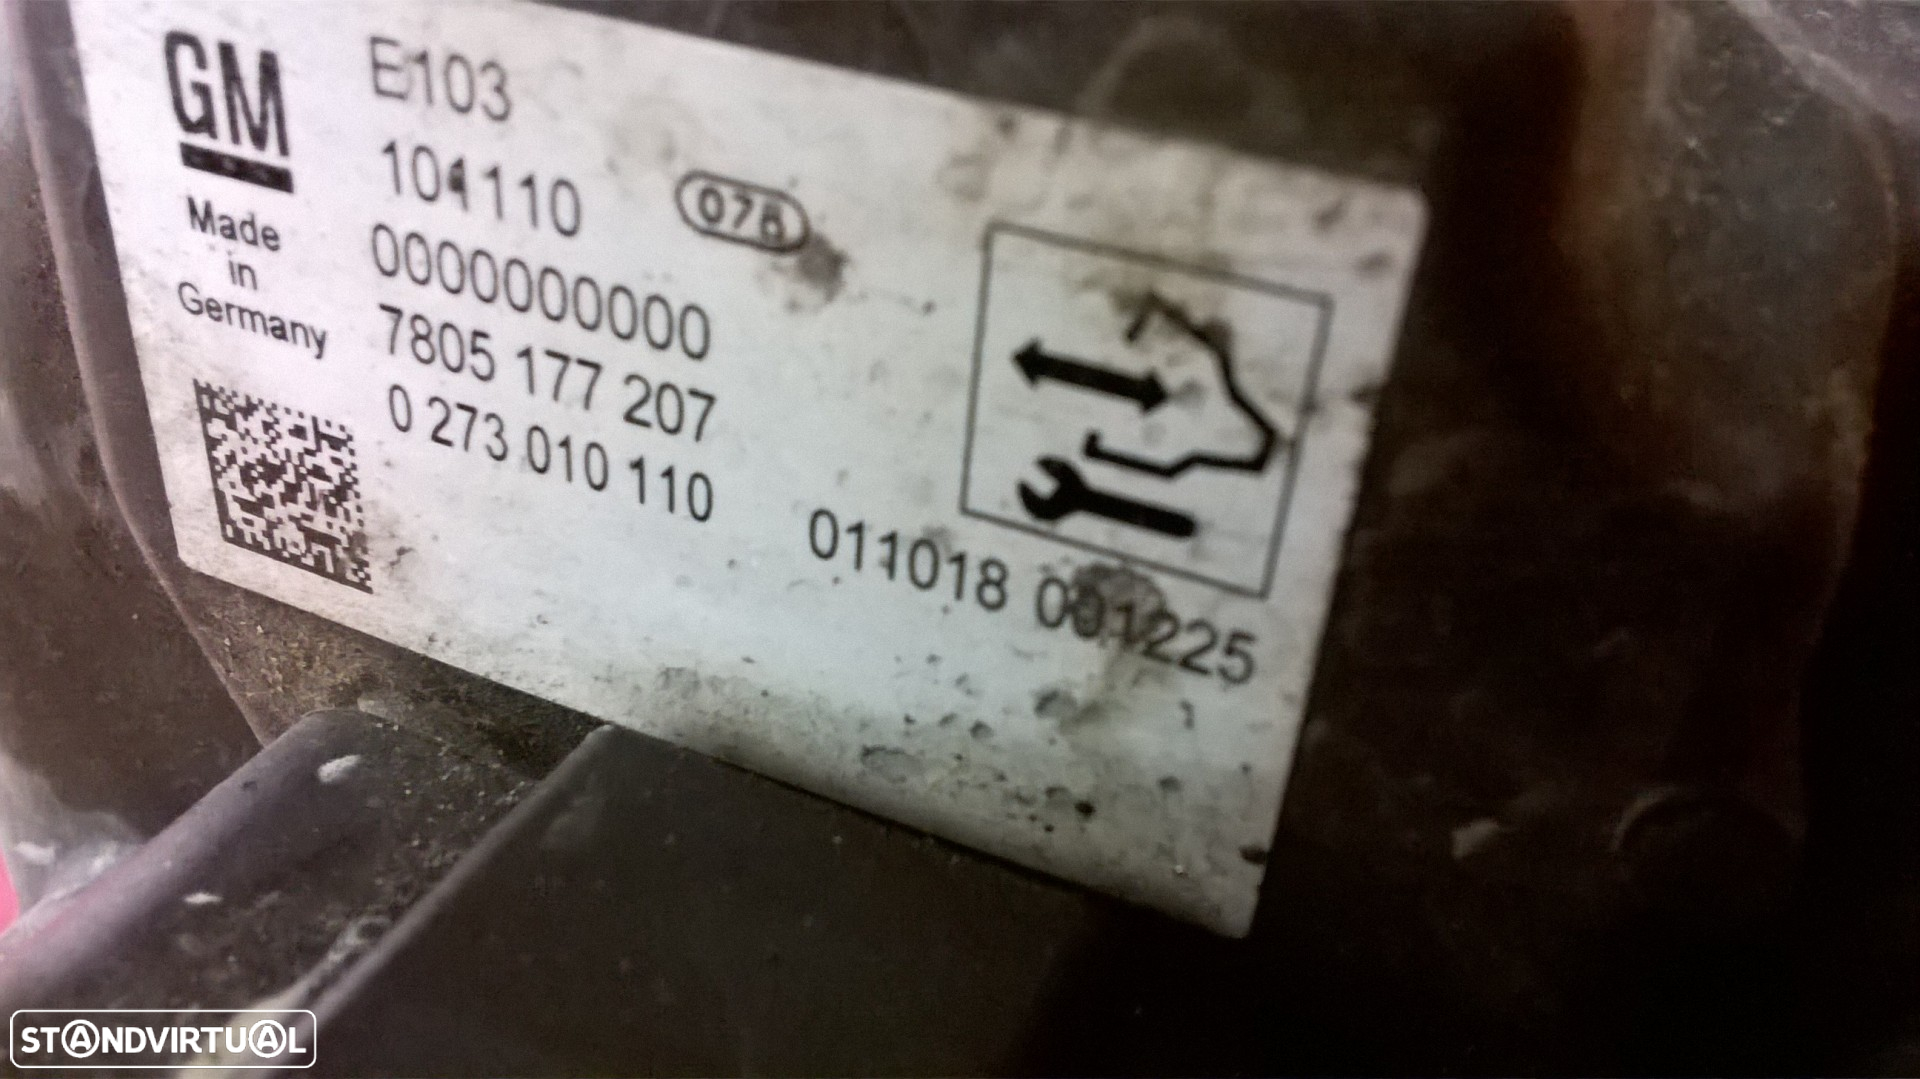 GM
Made
in
Germany
E103
104110
078
0000000000
7805 177 207
0 273 010 110
011018 001225
STANDVIRTUAL